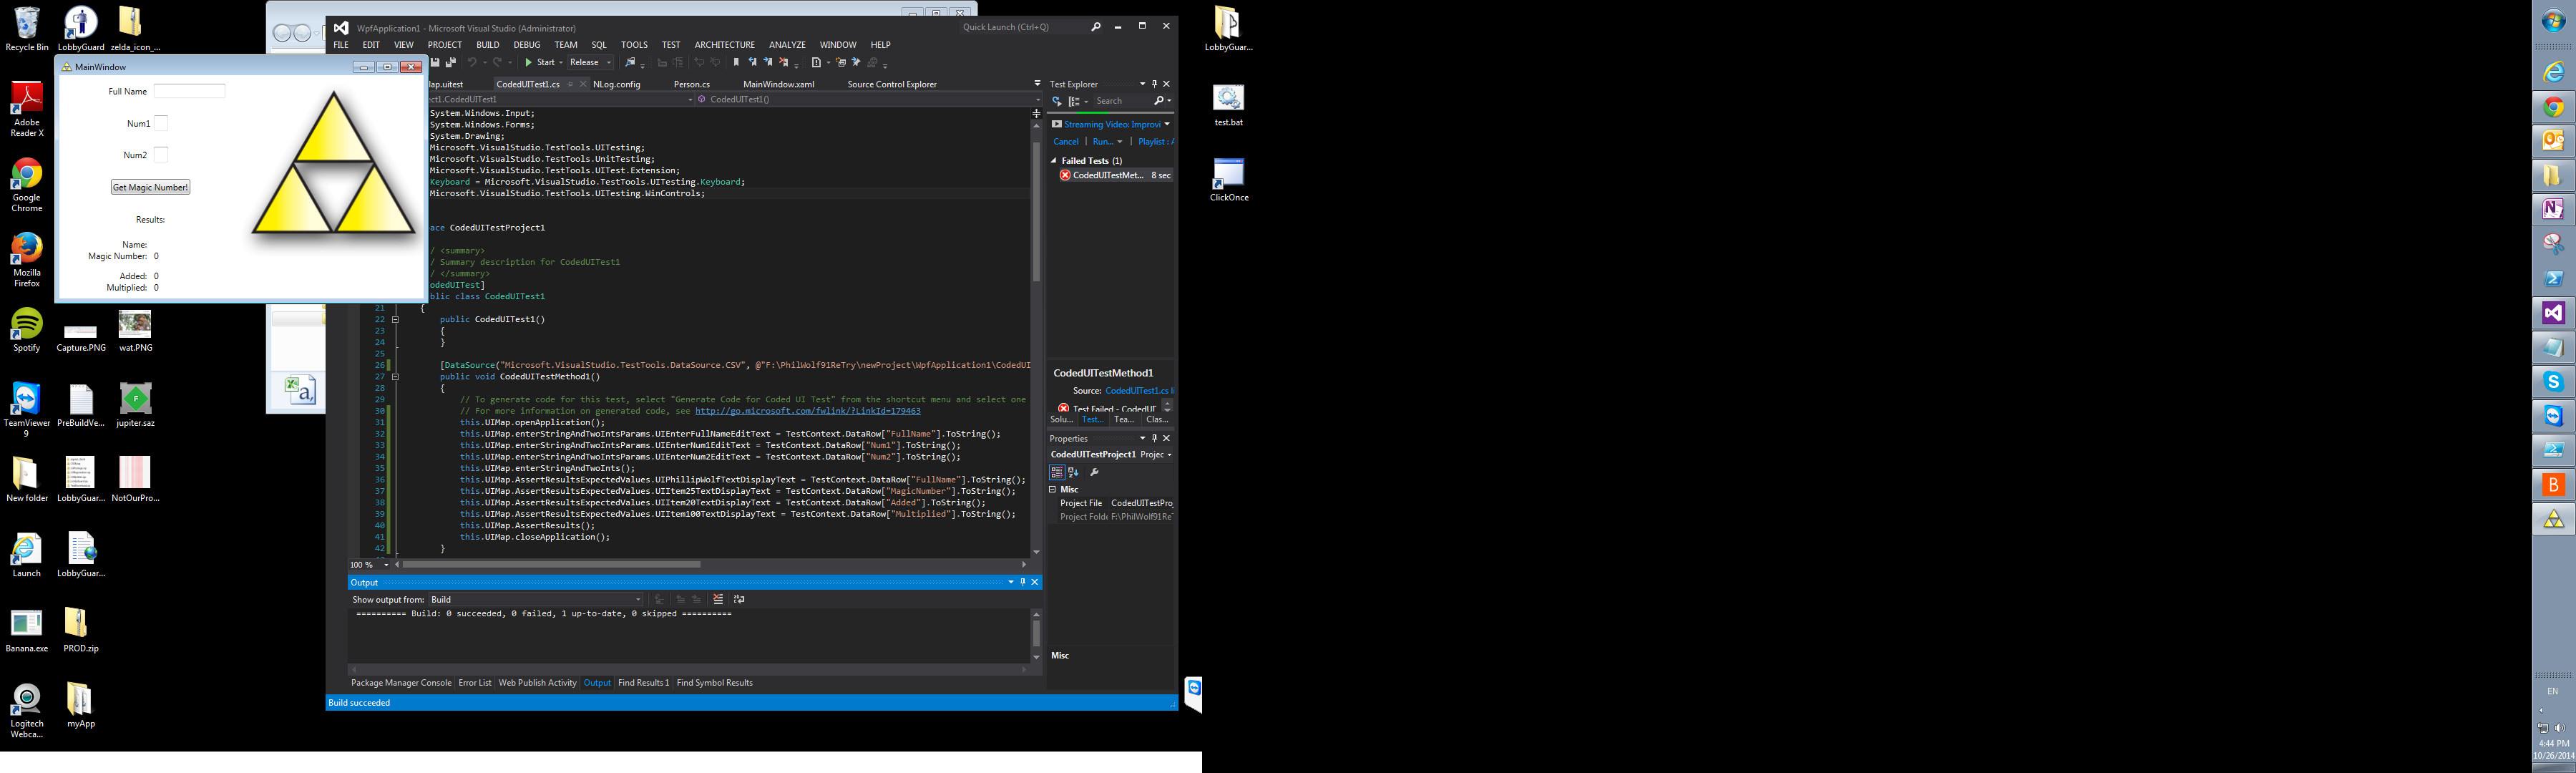 Recycle Bin
LobbyGuard
zelda_icon_...
Adobe
Reader X
Google
Chrome
Mozilla
Firefox
Spotify
Capture.PNG
wat.PNG
TeamViewer
9
PreBuildVe...
jupiter.saz
New folder
LobbyGuar...
NotOurPro...
Launch
LobbyGuar...
Banana.exe
PROD.zip
Logitech
Webca...
myApp
MainWindow
Full Name
Num1
Num2
Get Magic Number!
Results:
Name:
Magic Number: 0
Added: 0
Multiplied: 0
WpfApplication1 - Microsoft Visual Studio (Administrator)
Quick Launch (Ctrl+Q)
FILE EDIT VIEW PROJECT BUILD DEBUG TEAM SQL TOOLS TEST ARCHITECTURE ANALYZE WINDOW HELP
Start Release
ap.uitest CodedUITest1.cs NLog.config Person.cs MainWindow.xaml Source Control Explorer
ect1.CodedUITest1 CodedUITest1()
System.Windows.Input;
System.Windows.Forms;
System.Drawing;
Microsoft.VisualStudio.TestTools.UITesting;
Microsoft.VisualStudio.TestTools.UnitTesting;
Microsoft.VisualStudio.TestTools.UITest.Extension;
Keyboard = Microsoft.VisualStudio.TestTools.UITesting.Keyboard;
Microsoft.VisualStudio.TestTools.UITesting.WinControls;
ace CodedUITestProject1
/ <summary>
/ Summary description for CodedUITest1
/ </summary>
odedUITest]
blic class CodedUITest1
21 {
22 public CodedUITest1()
23 {
24 }
25
26 [DataSource("Microsoft.VisualStudio.TestTools.DataSource.CSV", @"F:\PhilWolf91ReTry\newProject\WpfApplication1\CodedUI
27 public void CodedUITestMethod1()
28 {
29 // To generate code for this test, select "Generate Code for Coded UI Test" from the shortcut menu and select one
30 // For more information on generated code, see http://go.microsoft.com/fwlink/?LinkId=179463
31 this.UIMap.openApplication();
32 this.UIMap.enterStringAndTwoIntsParams.UIEnterFullNameEditText = TestContext.DataRow["FullName"].ToString();
33 this.UIMap.enterStringAndTwoIntsParams.UIEnterNum1EditText = TestContext.DataRow["Num1"].ToString();
34 this.UIMap.enterStringAndTwoIntsParams.UIEnterNum2EditText = TestContext.DataRow["Num2"].ToString();
35 this.UIMap.enterStringAndTwoInts();
36 this.UIMap.AssertResultsExpectedValues.UIPhillipWolfTextDisplayText = TestContext.DataRow["FullName"].ToString();
37 this.UIMap.AssertResultsExpectedValues.UIItem25TextDisplayText = TestContext.DataRow["MagicNumber"].ToString();
38 this.UIMap.AssertResultsExpectedValues.UIItem20TextDisplayText = TestContext.DataRow["Added"].ToString();
39 this.UIMap.AssertResultsExpectedValues.UIItem100TextDisplayText = TestContext.DataRow["Multiplied"].ToString();
40 this.UIMap.AssertResults();
41 this.UIMap.closeApplication();
42 }
100 %
Output
Show output from: Build
========== Build: 0 succeeded, 0 failed, 1 up-to-date, 0 skipped ==========
Package Manager Console Error List Web Publish Activity Output Find Results 1 Find Symbol Results
Build succeeded
Test Explorer
Search
Streaming Video: Improvi
Cancel Run... Playlist : A
Failed Tests (1)
CodedUITestMet... 8 sec
CodedUITestMethod1
Source: CodedUITest1.cs li
Test Failed - CodedUI
Solu... Test... Tea... Clas...
Properties
CodedUITestProject1 Projec
Misc
Project File CodedUITestProj
Project Folde F:\PhilWolf91ReT
Misc
LobbyGuar...
test.bat
ClickOnce
EN
4:44 PM
10/26/2014